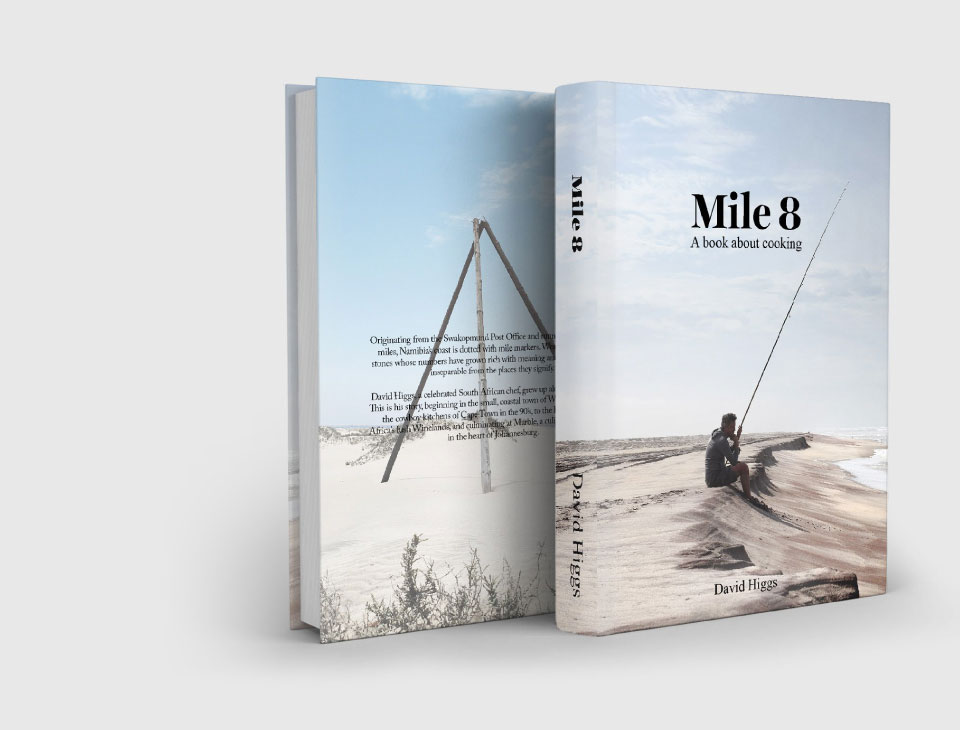 Mile 8
A book about cooking
David Higgs
Mile 8
David Higgs
Originating from the Swakopmund Post Office and
miles, Namibia's coast is dotted with mile markers.
stones whose numbers have grown rich with meaning
inseparable from the places they signify
David Higgs, a celebrated South African chef, grew up
This is his story, beginning in the small, coastal town of
the cowboy kitchens of Cape Town in the 90's, to the
Africa's lush Winelands, and culminating at Marble, a
in the heart of Johannesburg.